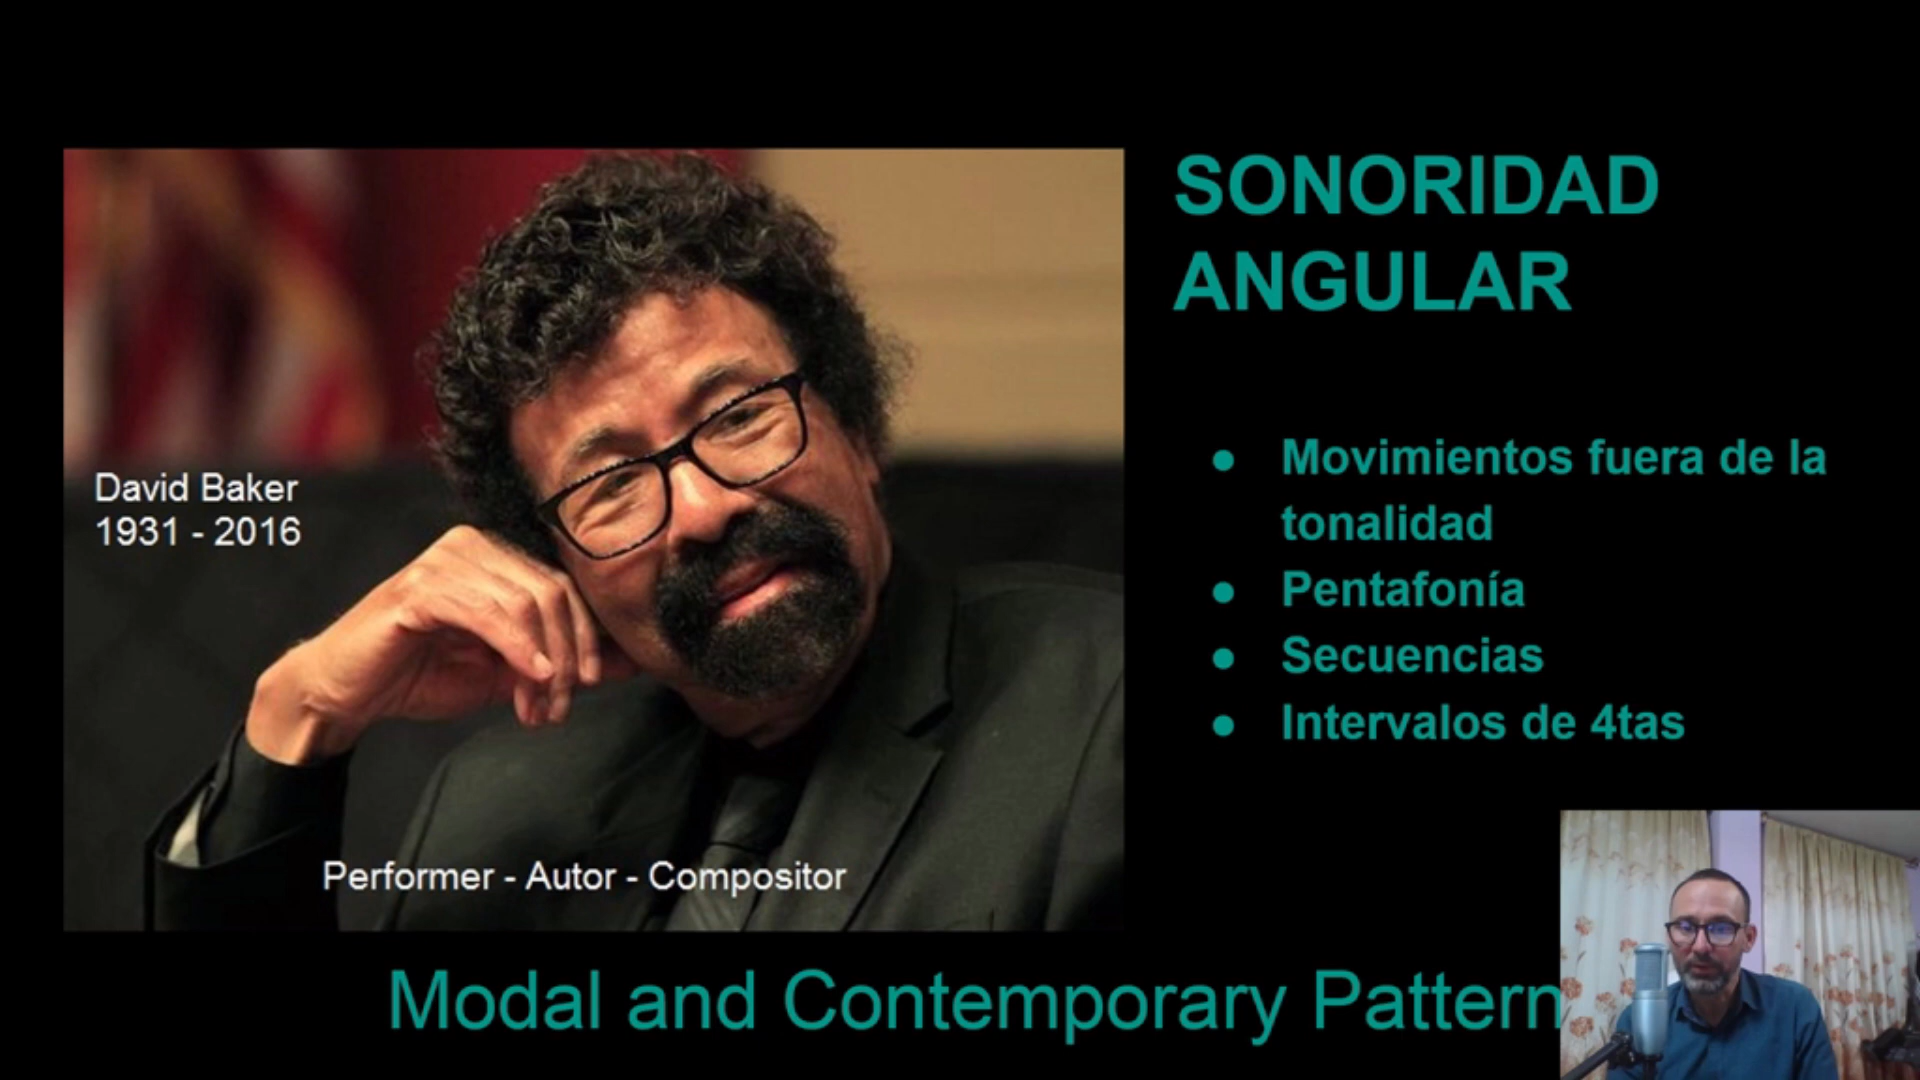 SONORIDAD
ANGULAR
David Baker
1931 - 2016
Performer - Autor - Compositor
● Movimientos fuera de la
tonalidad
● Pentafonía
● Secuencias
● Intervalos de 4tas
Modal and Contemporary Pattern